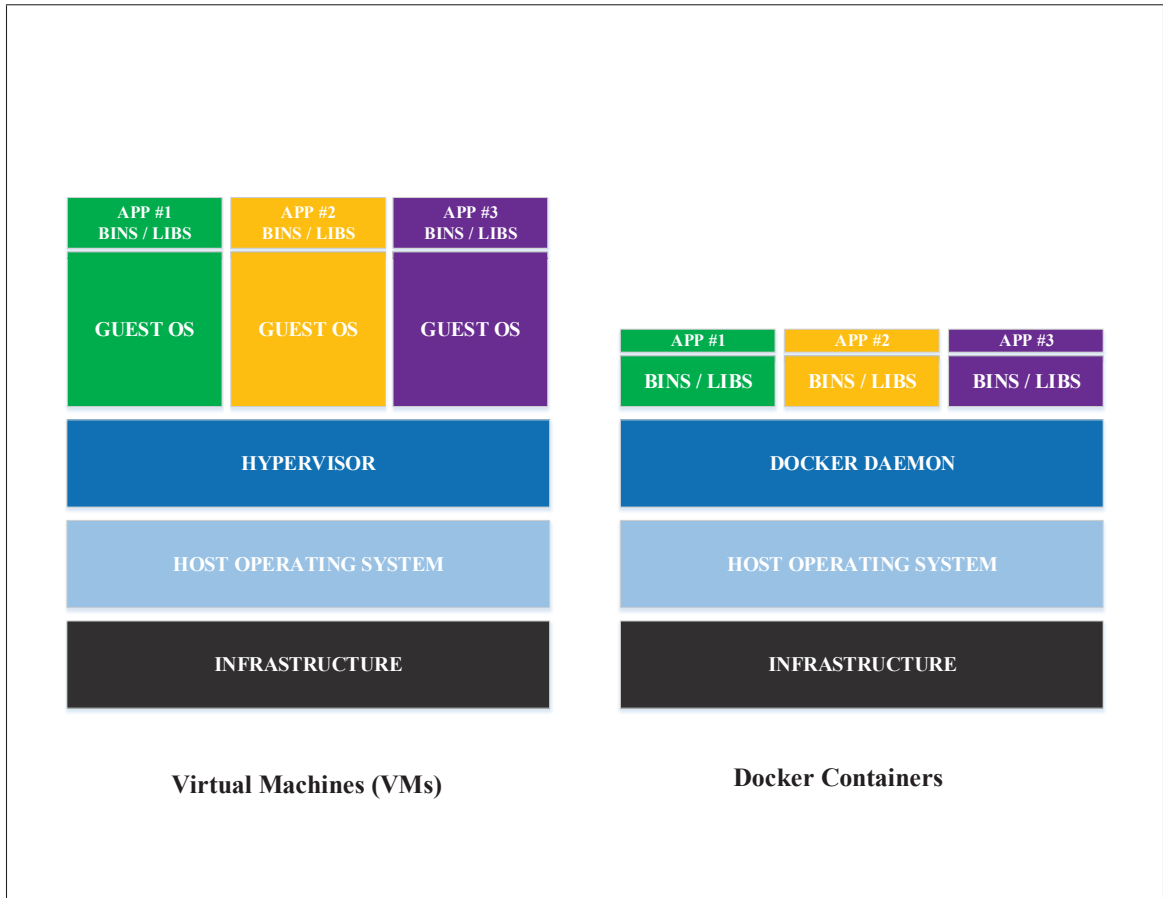 APP #1
BINS / LIBS
APP #2
BINS / LIBS
APP #3
BINS / LIBS
GUEST OS
GUEST OS
GUEST OS
HYPERVISOR
HOST OPERATING SYSTEM
INFRASTRUCTURE
Virtual Machines (VMs)
APP #1
APP #2
APP #3
BINS / LIBS
BINS / LIBS
BINS / LIBS
DOCKER DAEMON
HOST OPERATING SYSTEM
INFRASTRUCTURE
Docker Containers